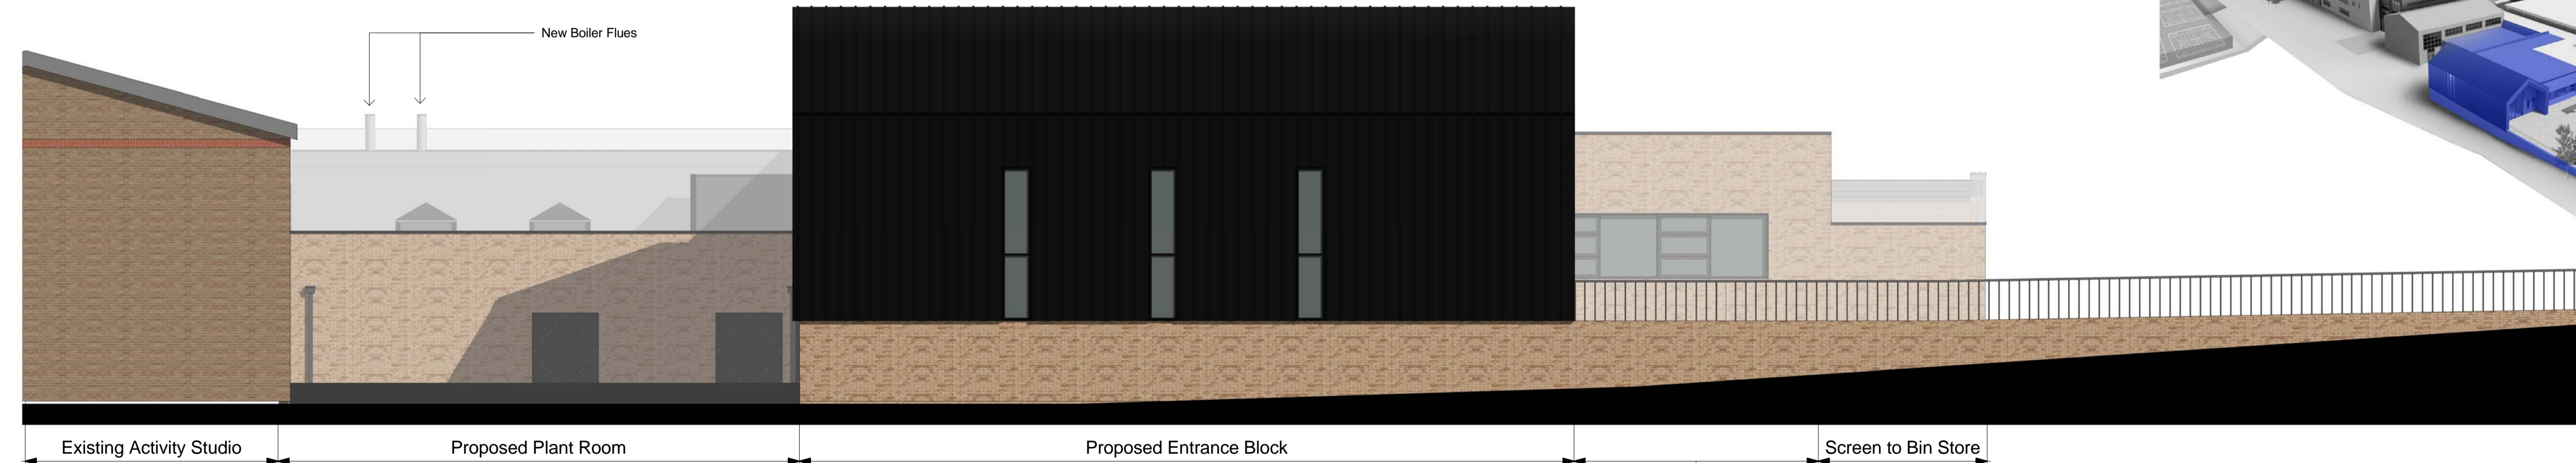 New Boiler Flues
Existing Activity Studio
Proposed Plant Room
Proposed Entrance Block
Screen to Bin Store